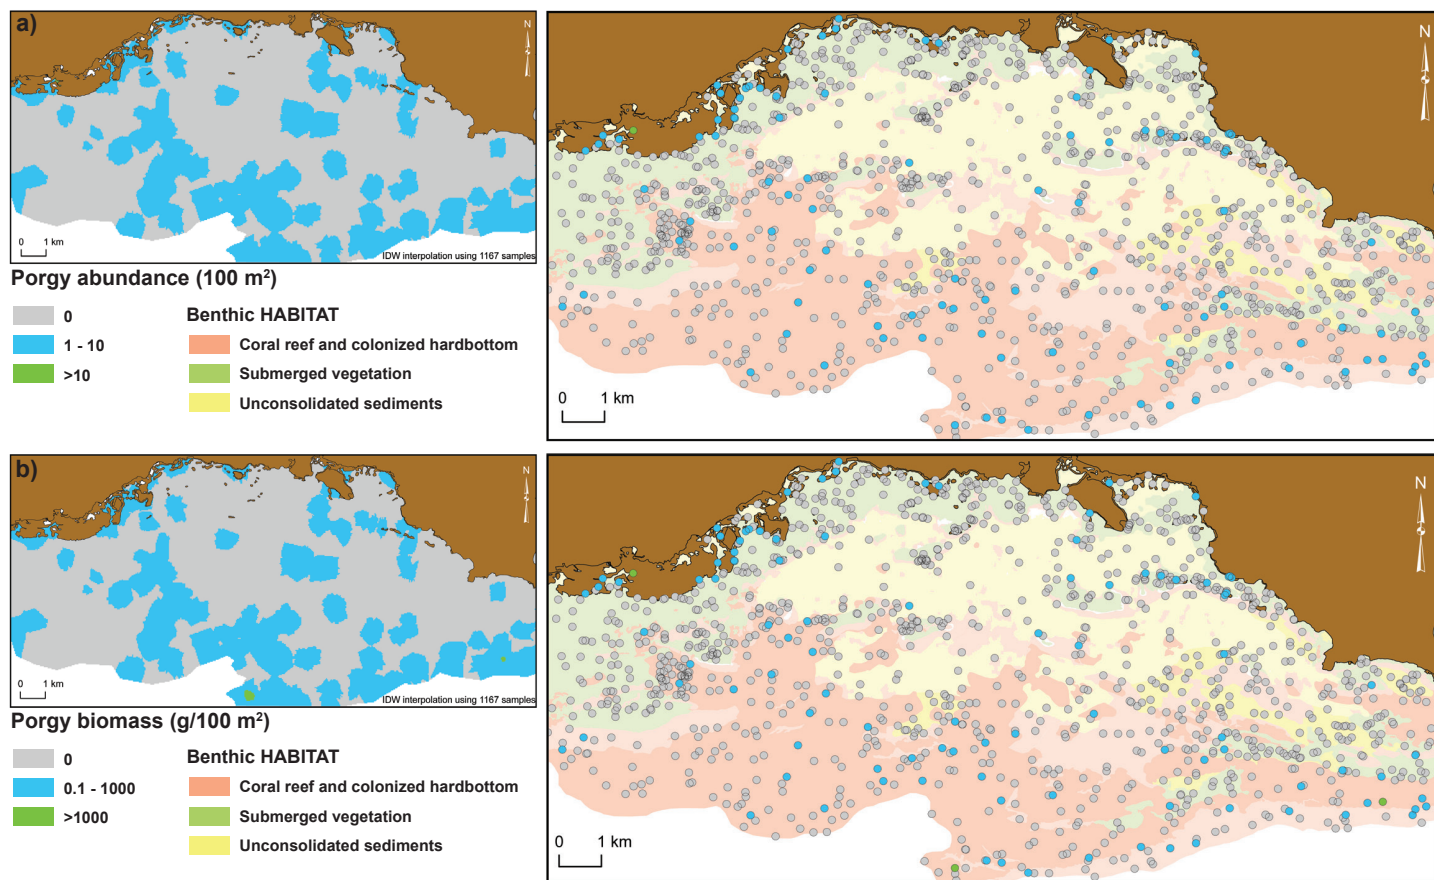 a)
N
0 1 km
IDW interpolation using 1167 samples
N
0 1 km
Porgy abundance (100 m²)
0
1 - 10
>10
Benthic HABITAT
Coral reef and colonized hardbottom
Submerged vegetation
Unconsolidated sediments
b)
N
0 1 km
IDW interpolation using 1167 samples
N
0 1 km
Porgy biomass (g/100 m²)
0
0.1 - 1000
>1000
Benthic HABITAT
Coral reef and colonized hardbottom
Submerged vegetation
Unconsolidated sediments